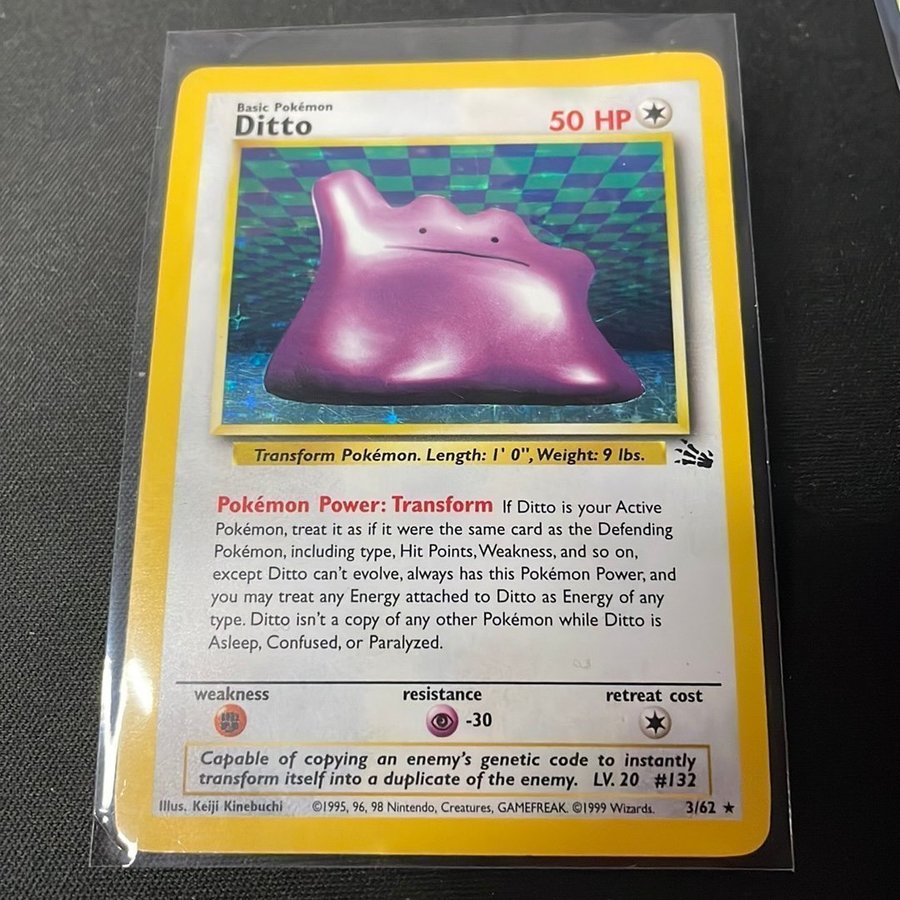 Basic Pokémon
Ditto
50 HP
Transform Pokémon. Length: 1' 0", Weight: 9 lbs.
Pokémon Power: Transform If Ditto is your Active
Pokémon, treat it as if it were the same card as the Defending
Pokémon, including type, Hit Points, Weakness, and so on,
except Ditto can't evolve, always has this Pokémon Power, and
you may treat any Energy attached to Ditto as Energy of any
type. Ditto isn't a copy of any other Pokémon while Ditto is
Asleep, Confused, or Paralyzed.
weakness resistance retreat cost
-30
Capable of copying an enemy's genetic code to instantly
transform itself into a duplicate of the enemy. LV. 20 #132
Illus. Keiji Kinebuchi ©1995, 96, 98 Nintendo, Creatures, GAMEFREAK. ©1999 Wizards. 3/62 ★